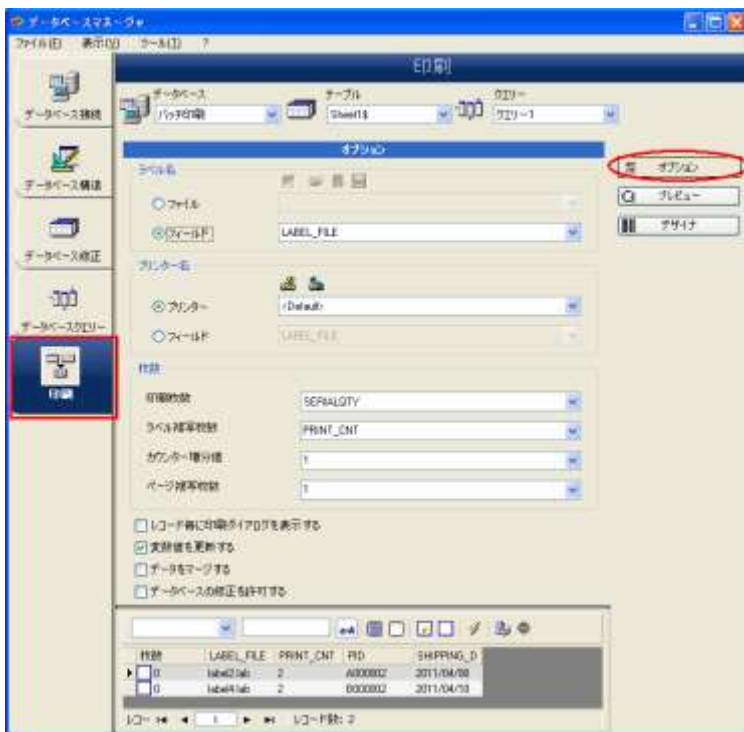 データベースマネージャ
ファイル(F) 表示(V) ツール(T) ?
印刷
データベース テーブル クエリー
バッチ印刷 Sheet1$ クエリー1
データベース接続
データベース構造
データベース修正
データベースクエリー
印刷
オプション
ラベル名
ファイル
フィールド LABEL_FILE
プリンター名
プリンター <Default>
フィールド LABEL_FILE
枚数
印刷枚数 SERIALQTY
ラベル複写枚数 PRINT_CNT
カウンター増分値 1
ページ複写枚数 1
レコード毎に印刷ダイアログを表示する
変数値を更新する
データをマージする
データベースの修正を許可する
オプション
プレビュー
デザイナ
枚数 LABEL_FILE PRINT_CNT PID SHIPPING_D
0 label2.lab 2 A000002 2011/04/08
0 label4.lab 2 B000002 2011/04/10
レコー 1 レコード数: 2